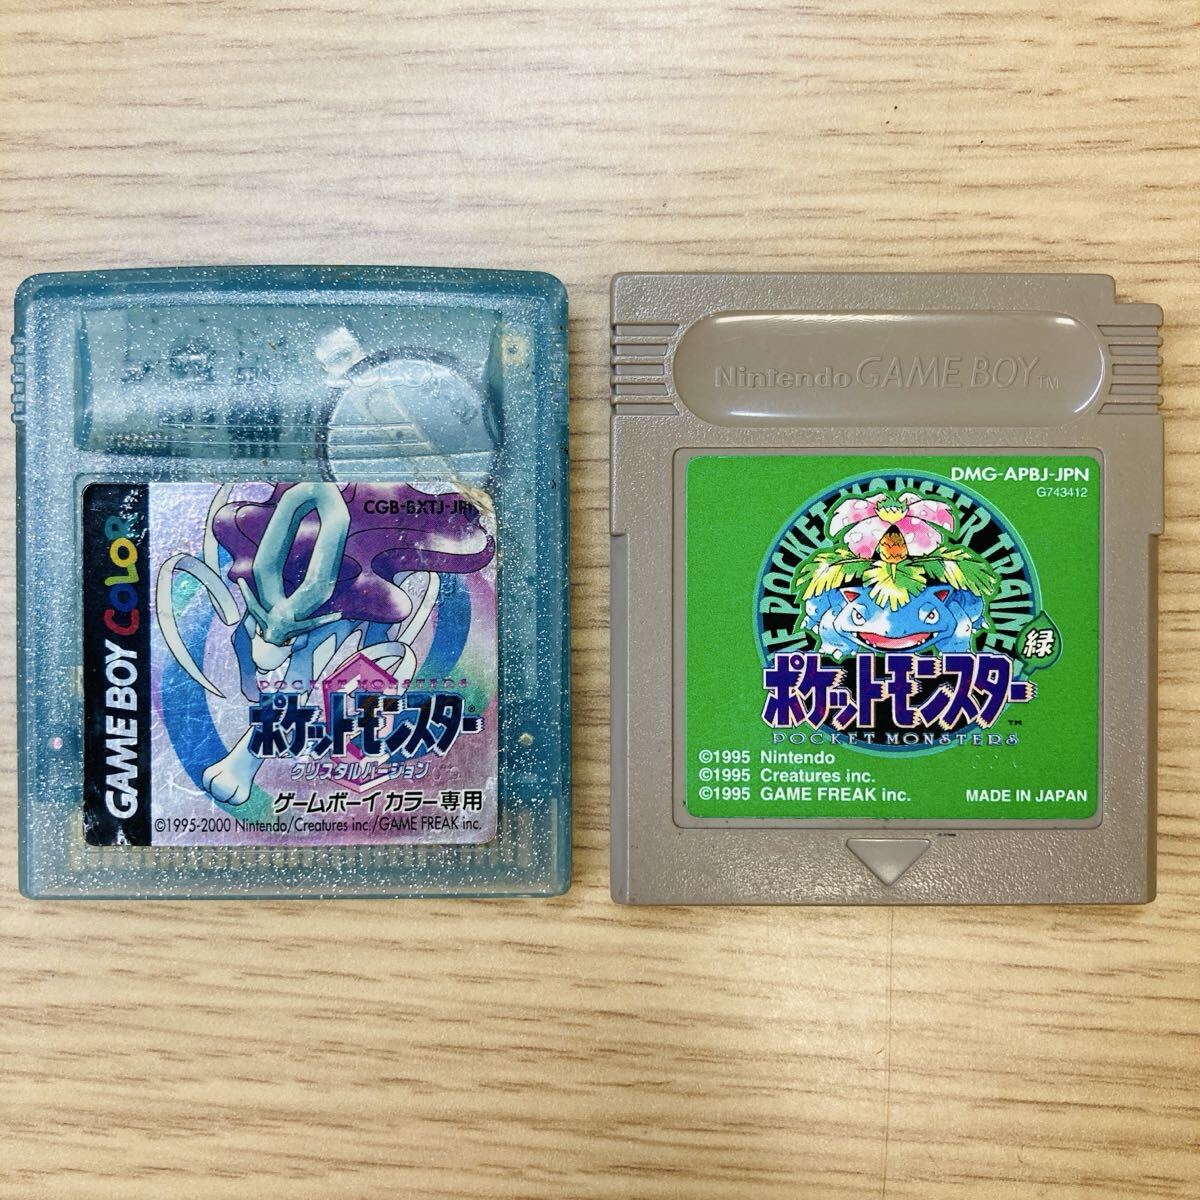 CGB-BXTJ-JPN
GAME BOY COLOR
POCKET MONSTERS
ポケットモンスター
クリスタルバージョン
ゲームボーイカラー専用
©1995-2000 Nintendo/Creatures inc./GAME FREAK inc.
Nintendo GAME BOY TM
DMG-APBJ-JPN
G743412
POCKET MONSTER TRAINE
緑
ポケットモンスター
TM
POCKET MONSTERS
©1995 Nintendo
©1995 Creatures inc.
©1995 GAME FREAK inc.
MADE IN JAPAN